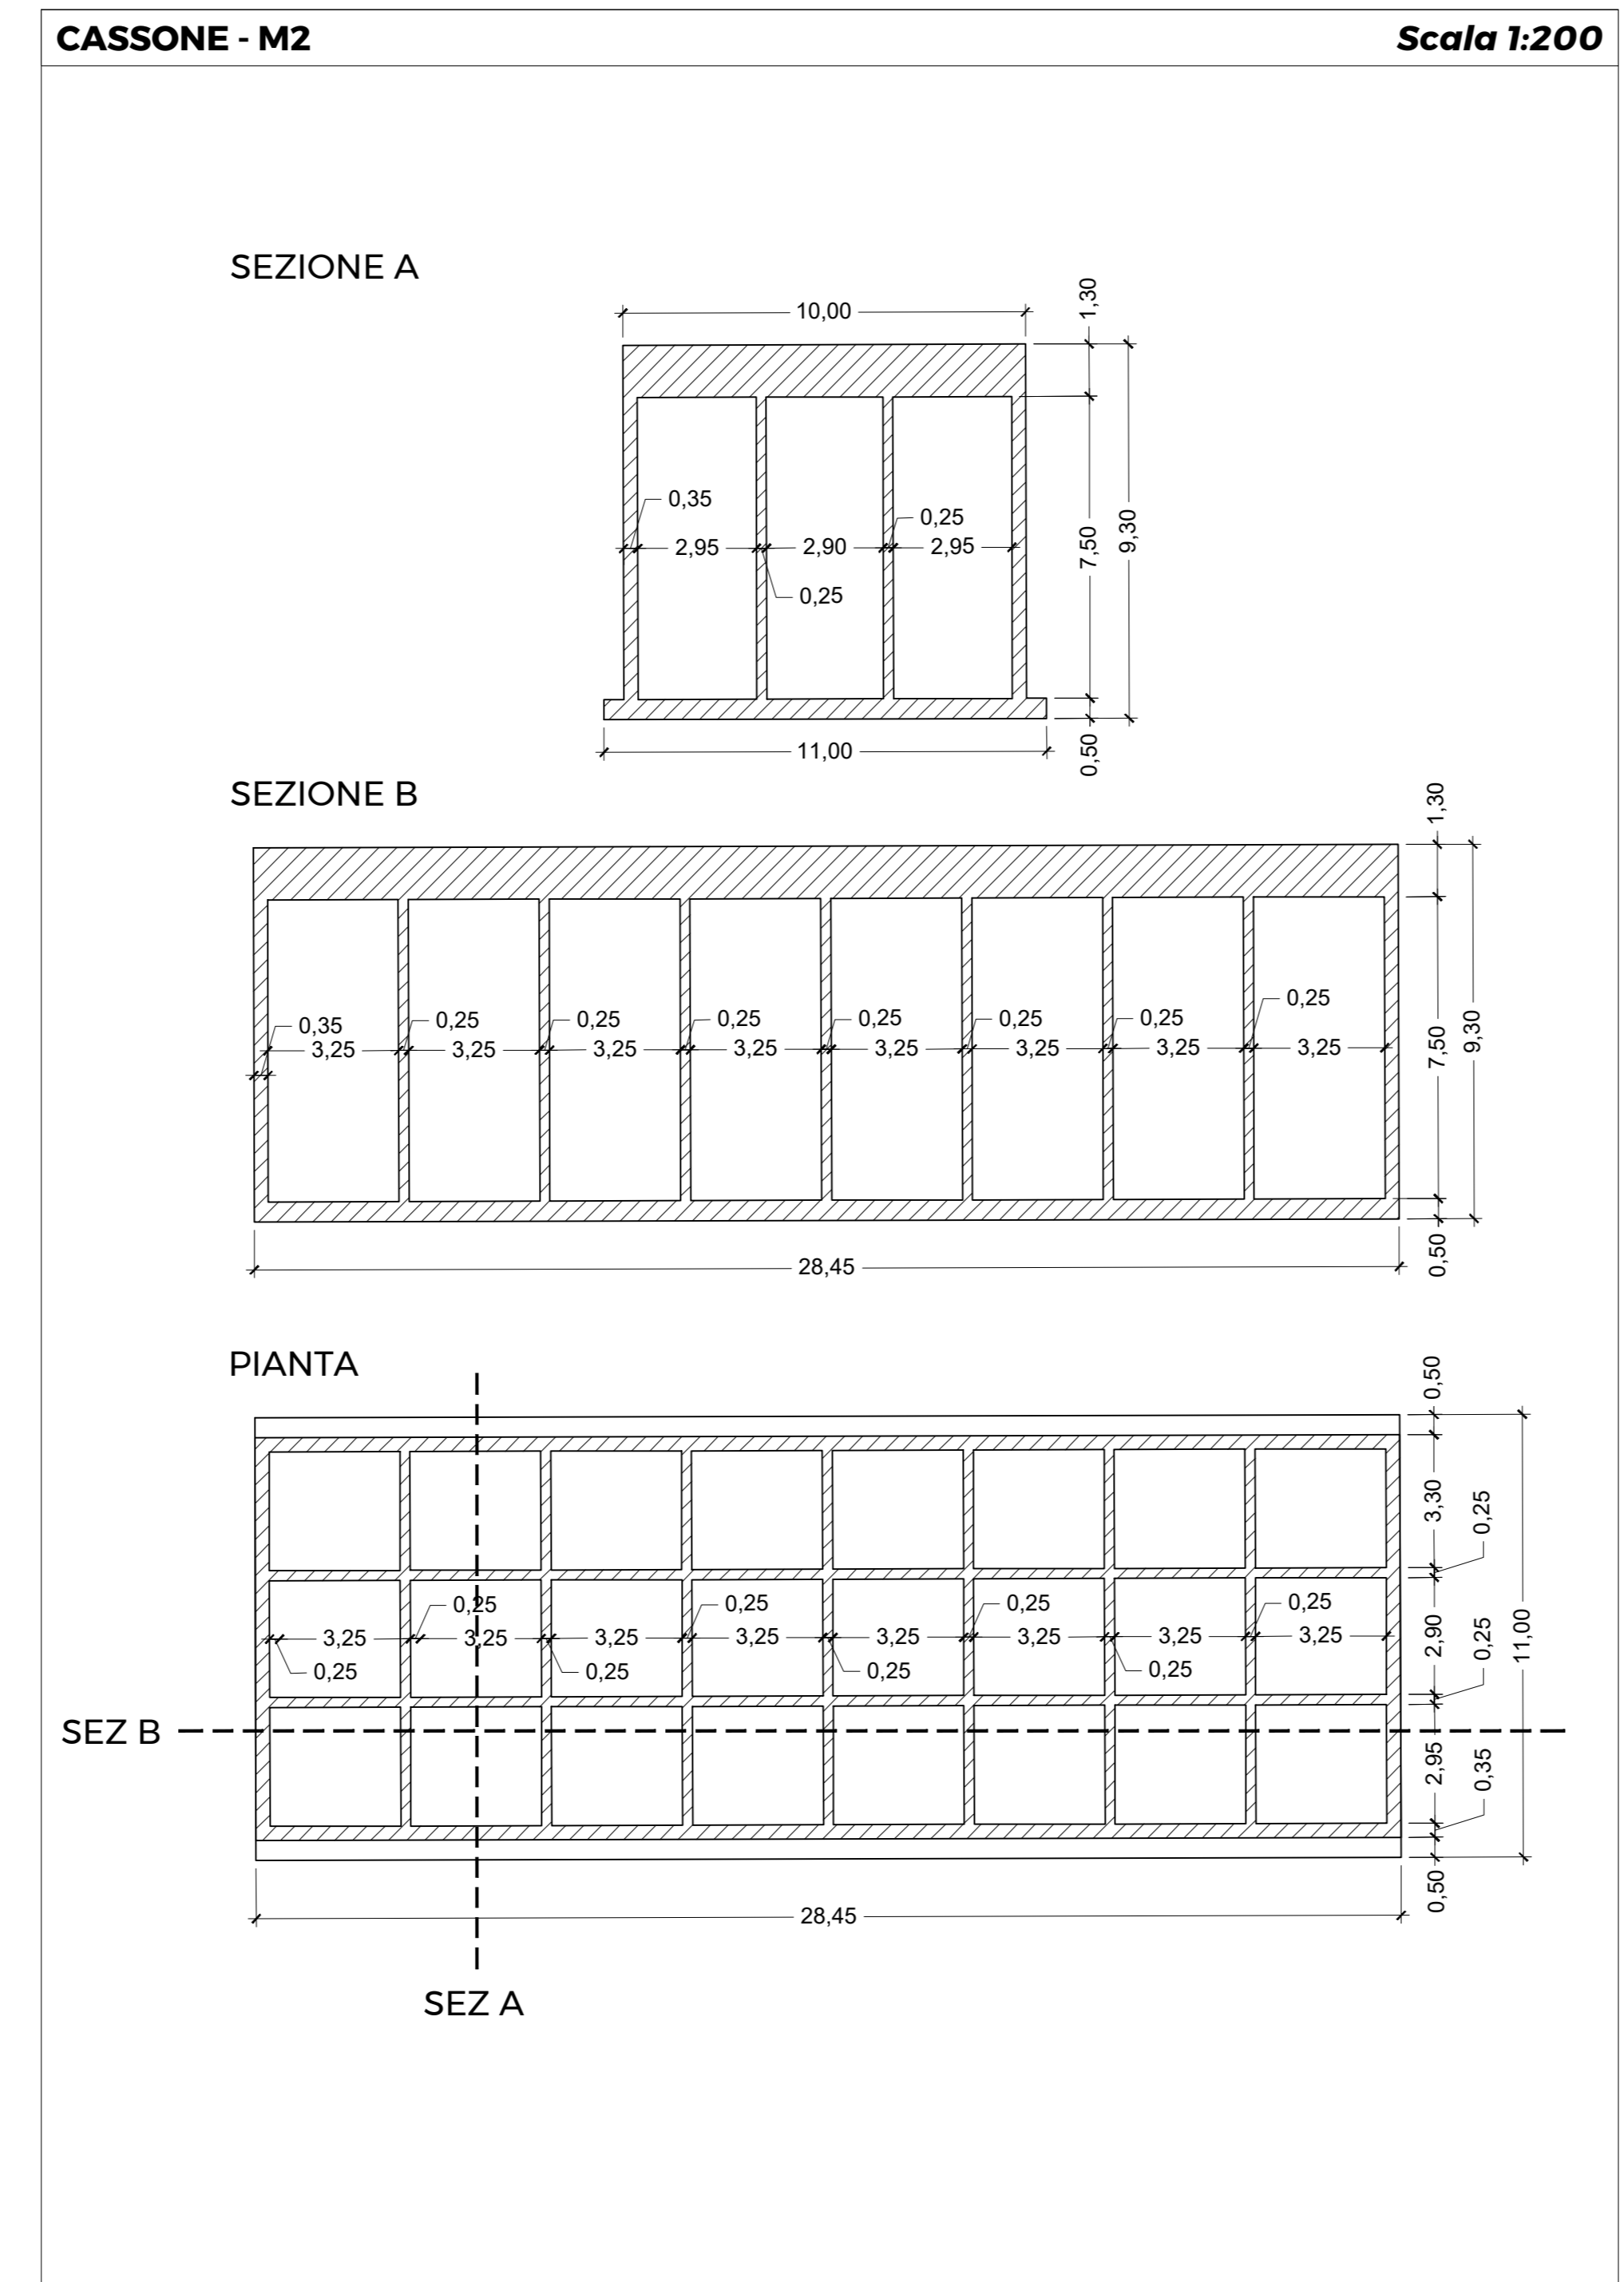 CASSONE - M2 Scala 1:200
SEZIONE A
10,00
1,30
0,35
0,25
2,95 2,90 2,95
0,25
7,50
9,30
0,50
11,00
SEZIONE B
1,30
0,35 0,25 0,25 0,25 0,25 0,25 0,25 0,25
3,25 3,25 3,25 3,25 3,25 3,25 3,25 3,25
7,50
9,30
0,50
28,45
PIANTA
0,50
3,30
0,25
0,25 0,25 0,25 0,25
3,25 3,25 3,25 3,25 3,25 3,25 3,25 3,25
0,25 0,25 0,25 0,25
2,90
0,25
11,00
SEZ B
2,95
0,35
0,50
28,45
SEZ A